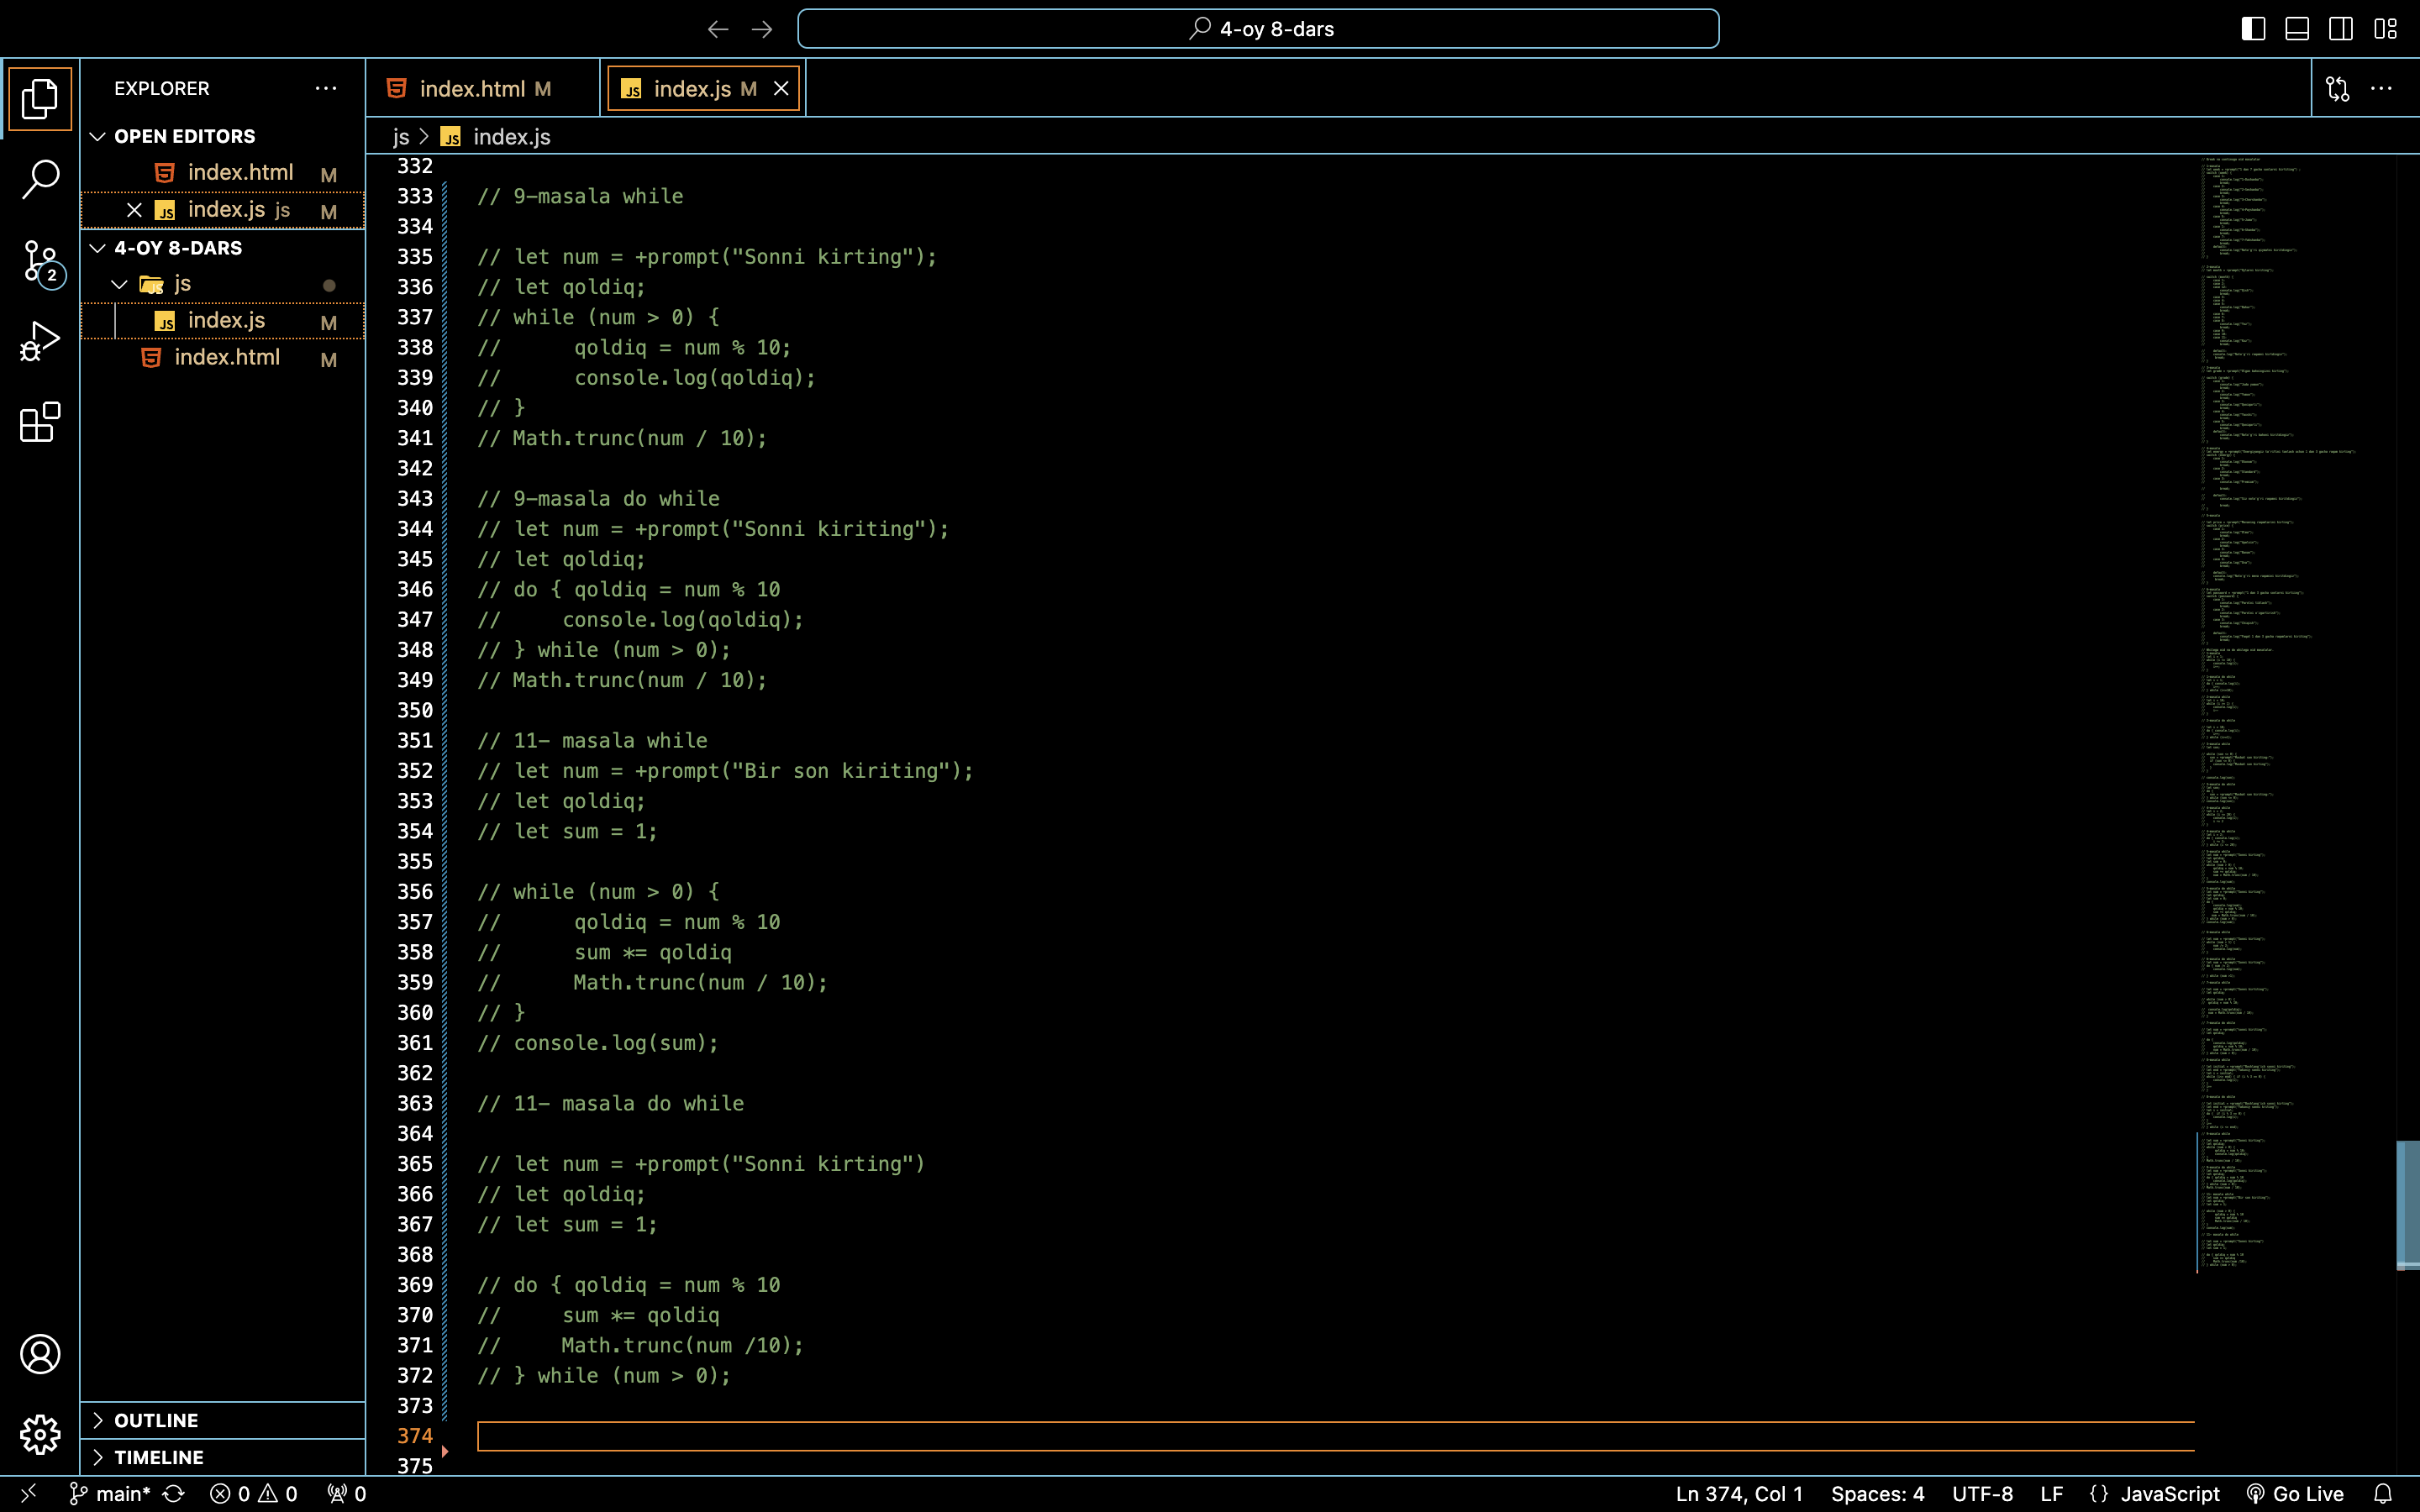 4-oy 8-dars
EXPLORER
OPEN EDITORS
index.html M
index.js js M
4-OY 8-DARS
js
index.js M
index.html M
OUTLINE
TIMELINE
index.html M
index.js M
js > index.js
332
333 // 9-masala while
334
335 // let num = +prompt("Sonni kirting");
336 // let qoldiq;
337 // while (num > 0) {
338 //      qoldiq = num % 10;
339 //      console.log(qoldiq);
340 // }
341 // Math.trunc(num / 10);
342
343 // 9-masala do while
344 // let num = +prompt("Sonni kiriting");
345 // let qoldiq;
346 // do { qoldiq = num % 10
347 //     console.log(qoldiq);
348 // } while (num > 0);
349 // Math.trunc(num / 10);
350
351 // 11- masala while
352 // let num = +prompt("Bir son kiriting");
353 // let qoldiq;
354 // let sum = 1;
355
356 // while (num > 0) {
357 //      qoldiq = num % 10
358 //      sum *= qoldiq
359 //      Math.trunc(num / 10);
360 // }
361 // console.log(sum);
362
363 // 11- masala do while
364
365 // let num = +prompt("Sonni kirting")
366 // let qoldiq;
367 // let sum = 1;
368
369 // do { qoldiq = num % 10
370 //     sum *= qoldiq
371 //     Math.trunc(num /10);
372 // } while (num > 0);
373
374
375
2
main* 0 0 0
Ln 374, Col 1 Spaces: 4 UTF-8 LF {} JavaScript Go Live